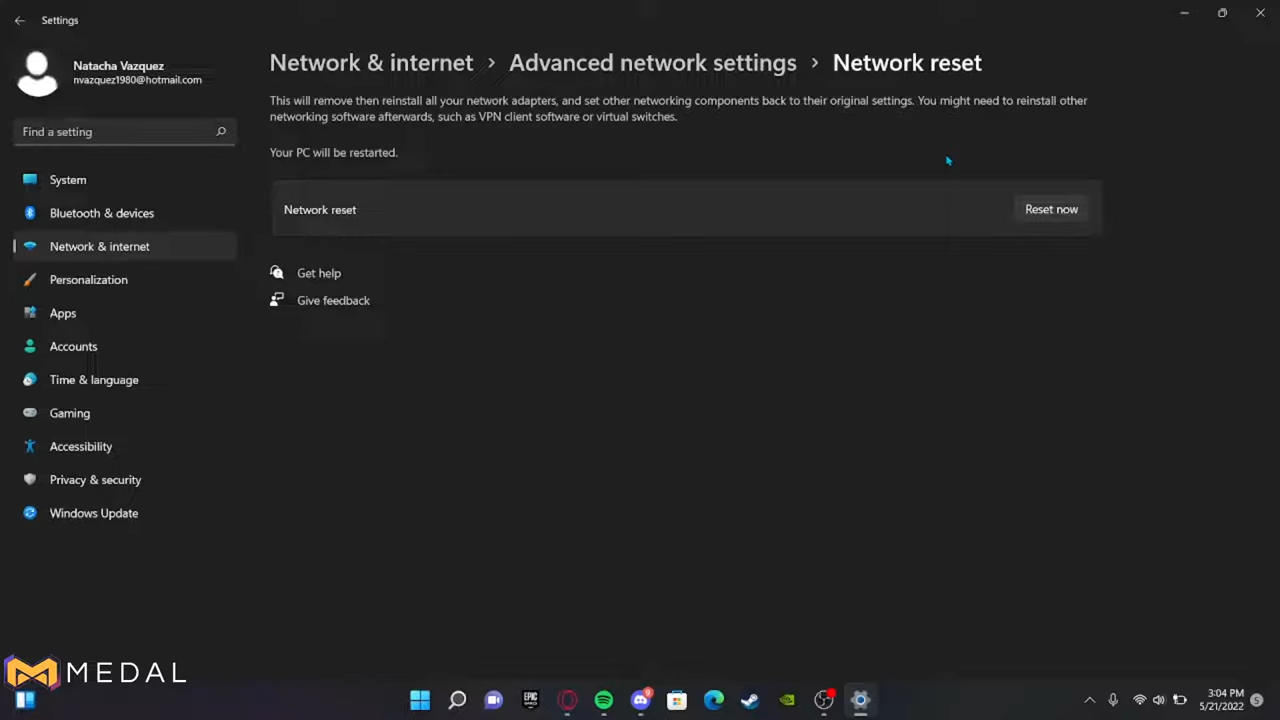 Settings
Natacha Vazquez
nvazquez1980@hotmail.com
Find a setting
System
Bluetooth & devices
Network & internet
Personalization
Apps
Accounts
Time & language
Gaming
Accessibility
Privacy & security
Windows Update
Network & internet > Advanced network settings > Network reset
This will remove then reinstall all your network adapters, and set other networking components back to their original settings. You might need to reinstall other
networking software afterwards, such as VPN client software or virtual switches.
Your PC will be restarted.
Network reset
Reset now
Get help
Give feedback
MEDAL
EPIC
GAMES
9
3:04 PM
5/21/2022